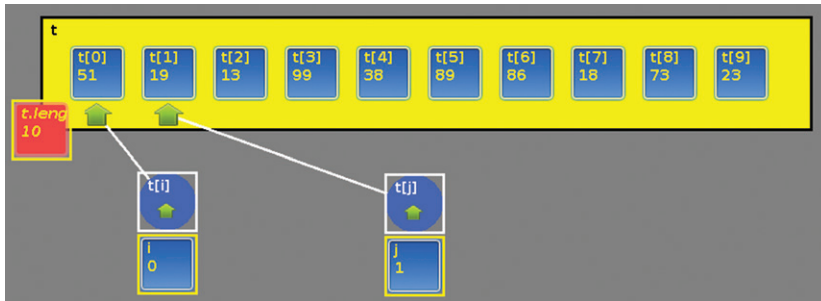 t
t[0] t[1] t[2] t[3] t[4] t[5] t[6] t[7] t[8] t[9]
51 19 13 99 38 89 86 18 73 23
t.leng
10
t[i] t[j]
i j
0 1